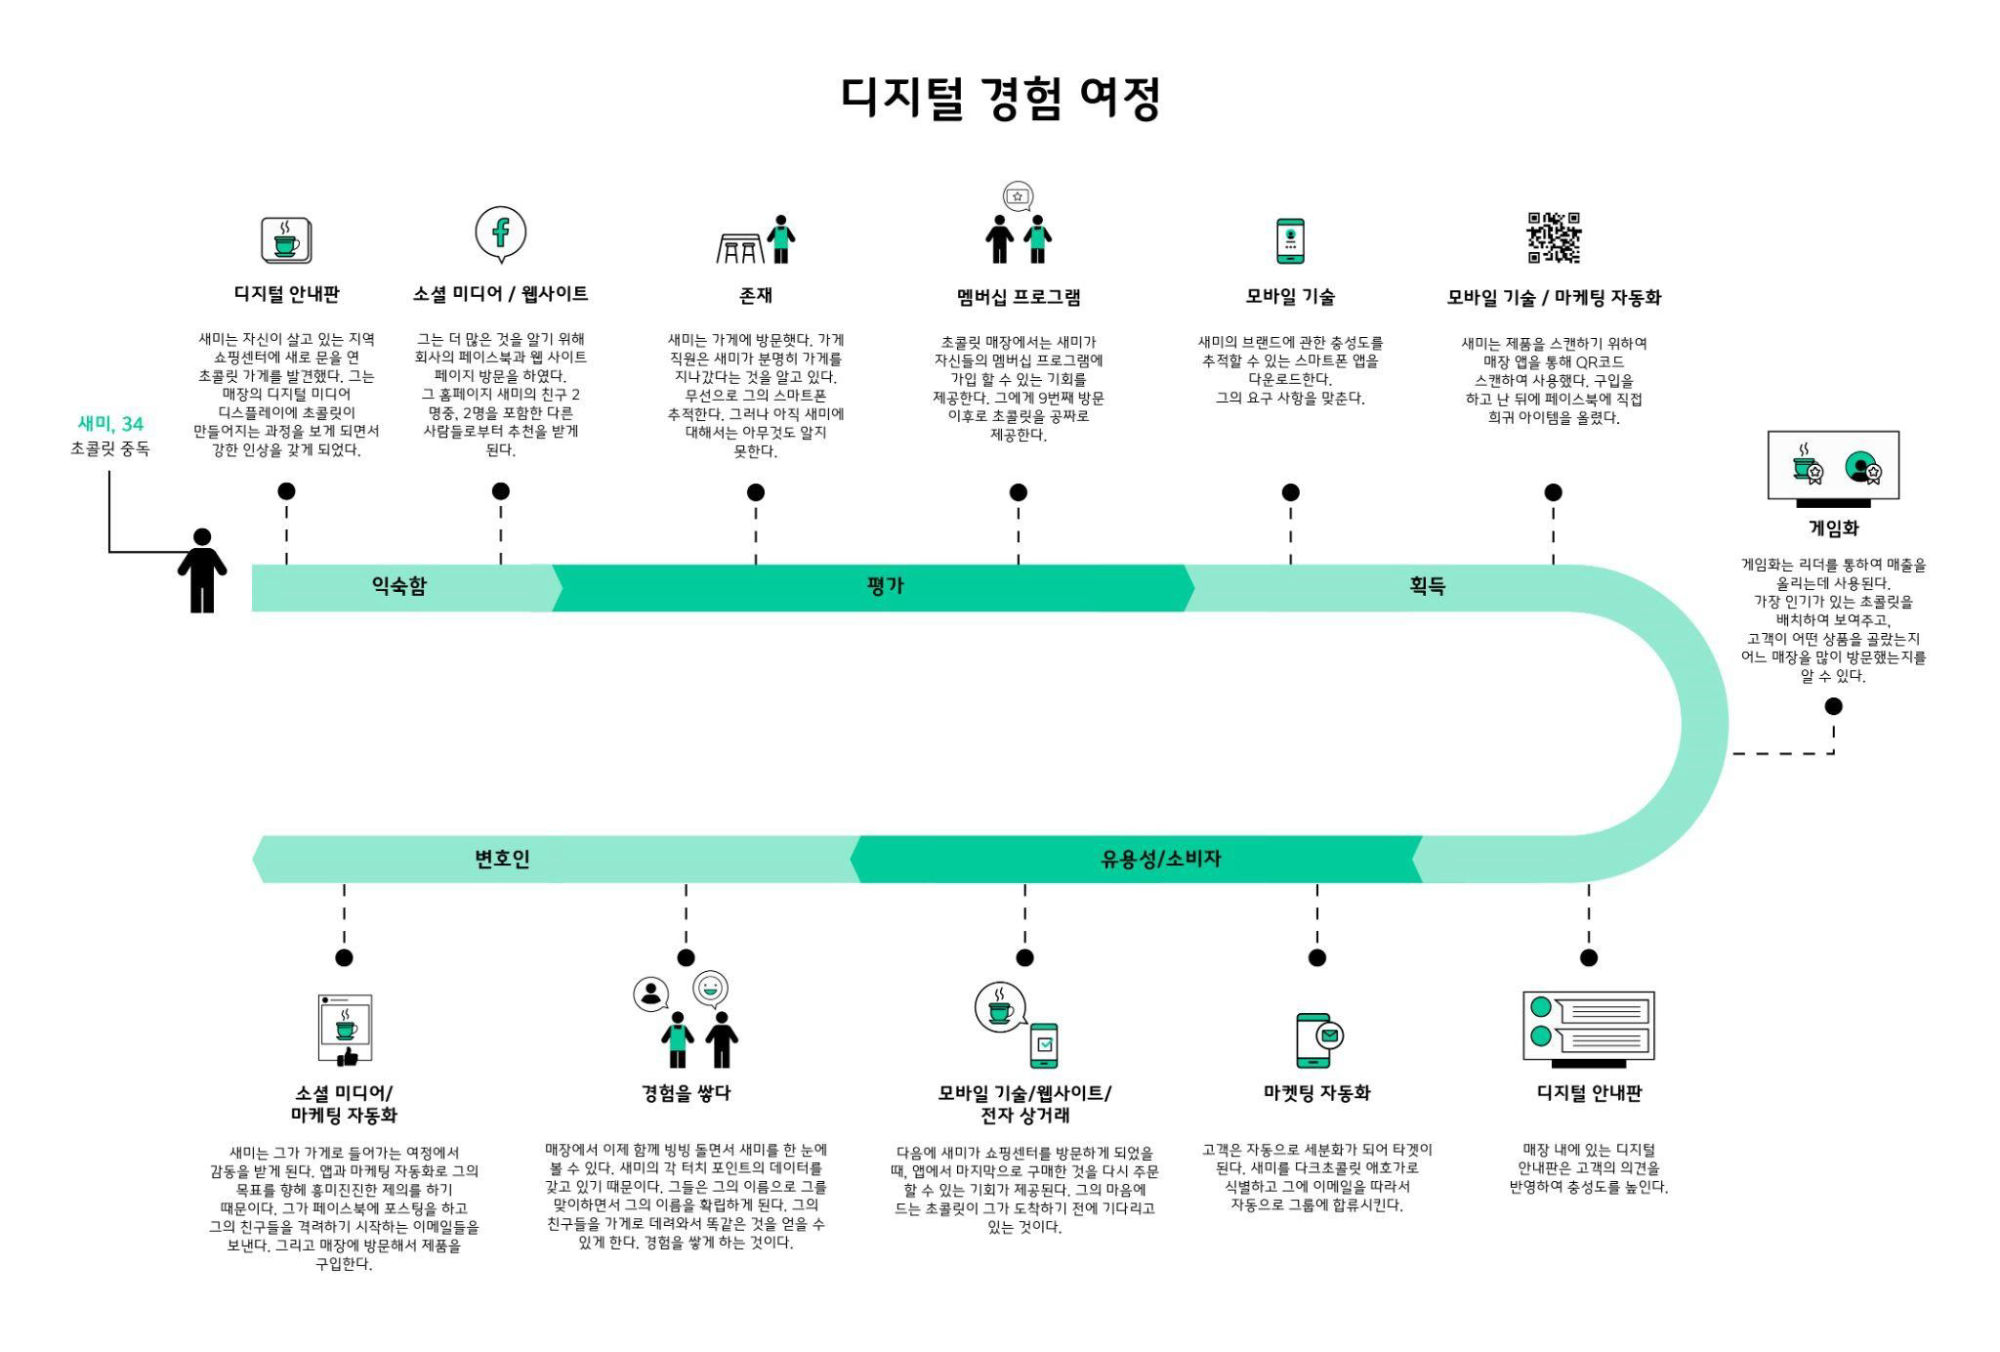 디지털 경험 여정
새미, 34
초콜릿 중독
디지털 안내판
새미는 자신이 살고 있는 지역
쇼핑센터에 새로 문을 연
초콜릿 가게를 발견했다. 그는
매장의 디지털 미디어
디스플레이에 초콜릿이
만들어지는 과정을 보게 되면서
강한 인상을 갖게 되었다.
소셜 미디어 / 웹사이트
그는 더 많은 것을 알기 위해
회사의 페이스북과 웹 사이트
페이지 방문을 하였다.
그 홈페이지 새미의 친구 2
명중, 2명을 포함한 다른
사람들로부터 추천을 받게
된다.
존재
새미는 가게에 방문햇다. 가게
직원은 새미가 분명히 가게를
지나갔다는 것을 알고 있다.
무선으로 그의 스마트폰
추적한다. 그러나 아직 새미에
대해서는 아무것도 알지
못한다.
멤버십 프로그램
초콜릿 매장에서는 새미가
자신들의 멤버십 프로그램에
가입 할 수 있는 기회를
제공한다. 그에게 9번째 방문
이후로 초콜릿을 공짜로
제공한다.
모바일 기술
새미의 브랜드에 관한 충성도를
추적할 수 있는 스마트폰 앱을
다운로드한다.
그의 요구 사항을 맞춘다.
모바일 기술 / 마케팅 자동화
새미는 제품을 스캔하기 위하여
매장 앱을 통해 QR코드
스캔하여 사용했다. 구입을
하고 난 뒤에 페이스북에 직접
희귀 아이템을 올렸다.
게임화
게임화는 리더를 통하여 매출을
올리는데 사용된다.
가장 인기가 있는 초콜릿을
배치하여 보여주고,
고객이 어떤 상품을 골랐는지
어느 매장을 많이 방문했는지를
알 수 있다.
익숙함
평가
획득
변호인
유용성/소비자
소셜 미디어/
마케팅 자동화
새미는 그가 가게로 들어가는 여정에서
감동을 받게 된다. 앱과 마케팅 자동화로 그의
목표를 향헤 흥미진진한 제의를 하기
때문이다. 그가 페이스북에 포스팅을 하고
그의 친구들을 격려하기 시작하는 이메일들을
보낸다. 그리고 매장에 방문해서 제품을
구입한다.
경험을 쌓다
매장에서 이제 함께 빙빙 돌면서 새미를 한 눈에
볼 수 있다. 새미의 각 터치 포인트의 데이터를
갖고 있기 때문이다. 그들은 그의 이름으로 그를
맞이하면서 그의 이름을 확립하게 된다. 그의
친구들을 가게로 데려와서 똑같은 것을 얻을 수
있게 한다. 경험을 쌓게 하는 것이다.
모바일 기술/웹사이트/
전자 상거래
다음에 새미가 쇼핑센터를 방문하게 되었을
때, 앱에서 마지막으로 구매한 것을 다시 주문
할 수 있는 기회가 제공된다. 그의 마음에
드는 초콜릿이 그가 도착하기 전에 기다리고
있는 것이다.
마켓팅 자동화
고객은 자동으로 세분화가 되어 타겟이
된다. 새미를 다크초콜릿 애호가로
식별하고 그에 이메일을 따라서
자동으로 그룹에 합류시킨다.
디지털 안내판
매장 내에 있는 디지털
안내판은 고객의 의견을
반영하여 충성도를 높인다.